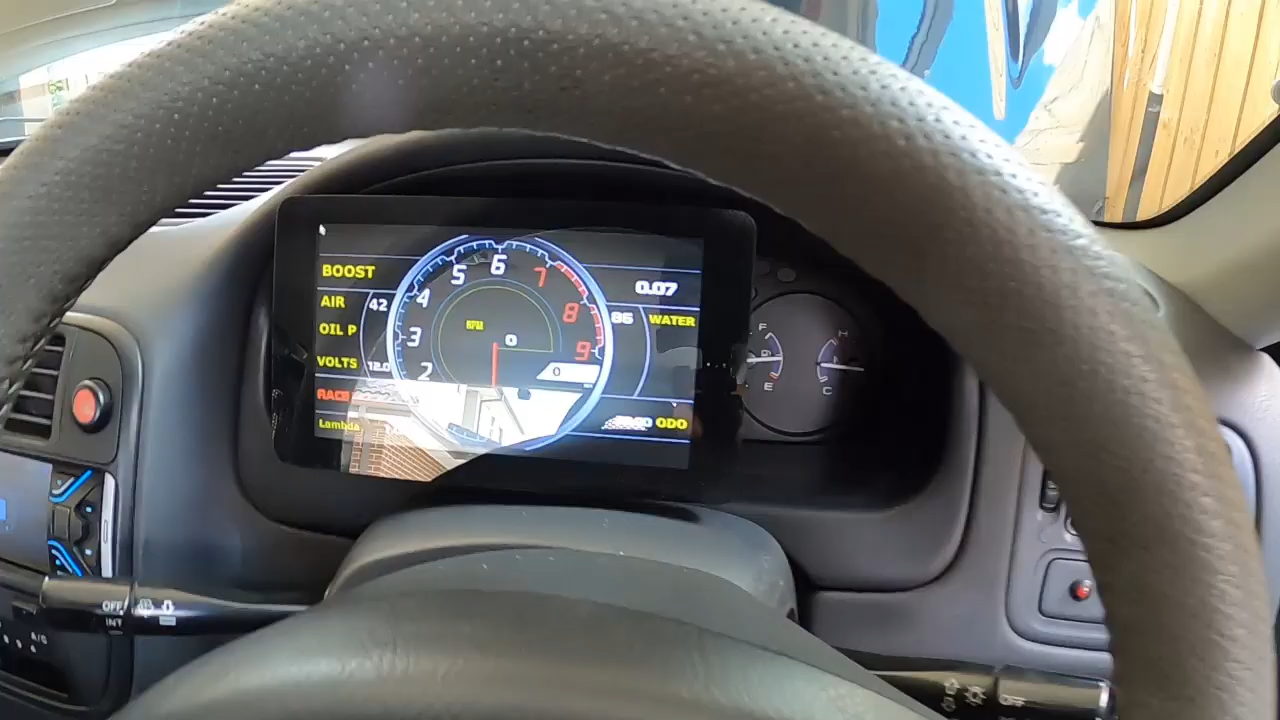 BOOST
AIR 42
OIL P
VOLTS 12.0
RACE
Lambda
2
3
4
5
6
7
8
9
RPM
0
0
0.07
86 WATER
ODO
F
E
H
C
OFF
INT
A/C
OFF